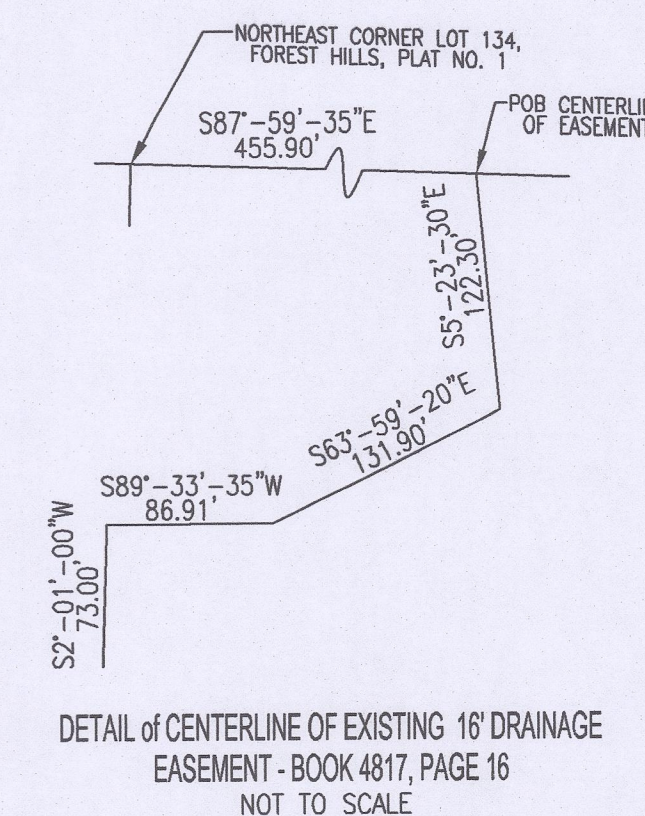 NORTHEAST CORNER LOT 134,
FOREST HILLS, PLAT NO. 1
S87°-59'-35"E
455.90'
POB CENTERLI
OF EASEMENT
S5°-23'-30"E
122.30'
S63°-59'-20"E
131.90'
S89°-33'-35"W
86.91'
S2°-01'-00"W
73.00'
DETAIL of CENTERLINE OF EXISTING 16' DRAINAGE
EASEMENT - BOOK 4817, PAGE 16
NOT TO SCALE